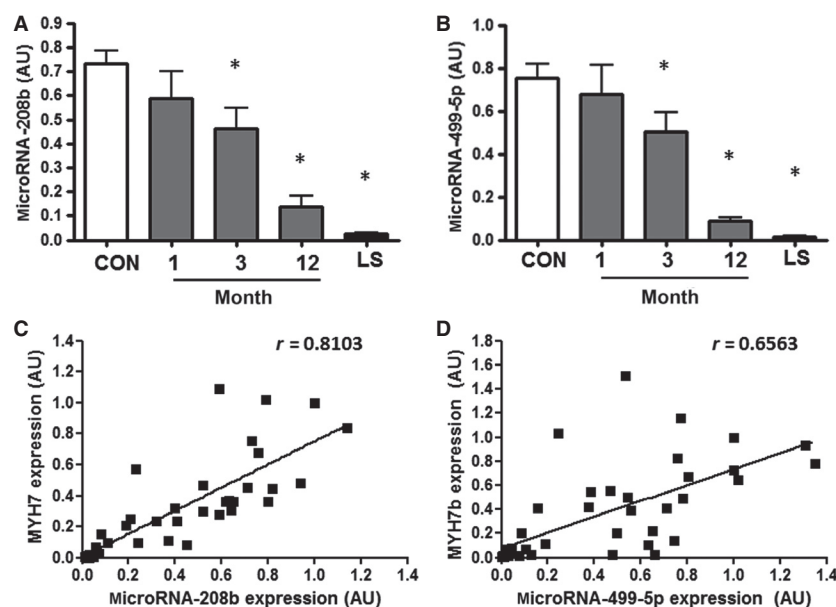 A
MicroRNA-208b (AU)
0.9
0.8
0.7
0.6
0.5
0.4
0.3
0.2
0.1
0.0
*
*
*
CON
1
3
12
LS
Month
B
MicroRNA-499-5p (AU)
1.0
0.8
0.6
0.4
0.2
0.0
*
*
*
CON
1
3
12
LS
Month
C
MYH7 expression (AU)
1.4
1.2
1.0
0.8
0.6
0.4
0.2
0.0
r = 0.8103
0.0 0.2 0.4 0.6 0.8 1.0 1.2 1.4
MicroRNA-208b expression (AU)
D
MYH7b expression (AU)
1.8
1.6
1.4
1.2
1.0
0.8
0.6
0.4
0.2
0.0
r = 0.6563
0.0 0.2 0.4 0.6 0.8 1.0 1.2 1.4
MicroRNA-499-5p expression (AU)